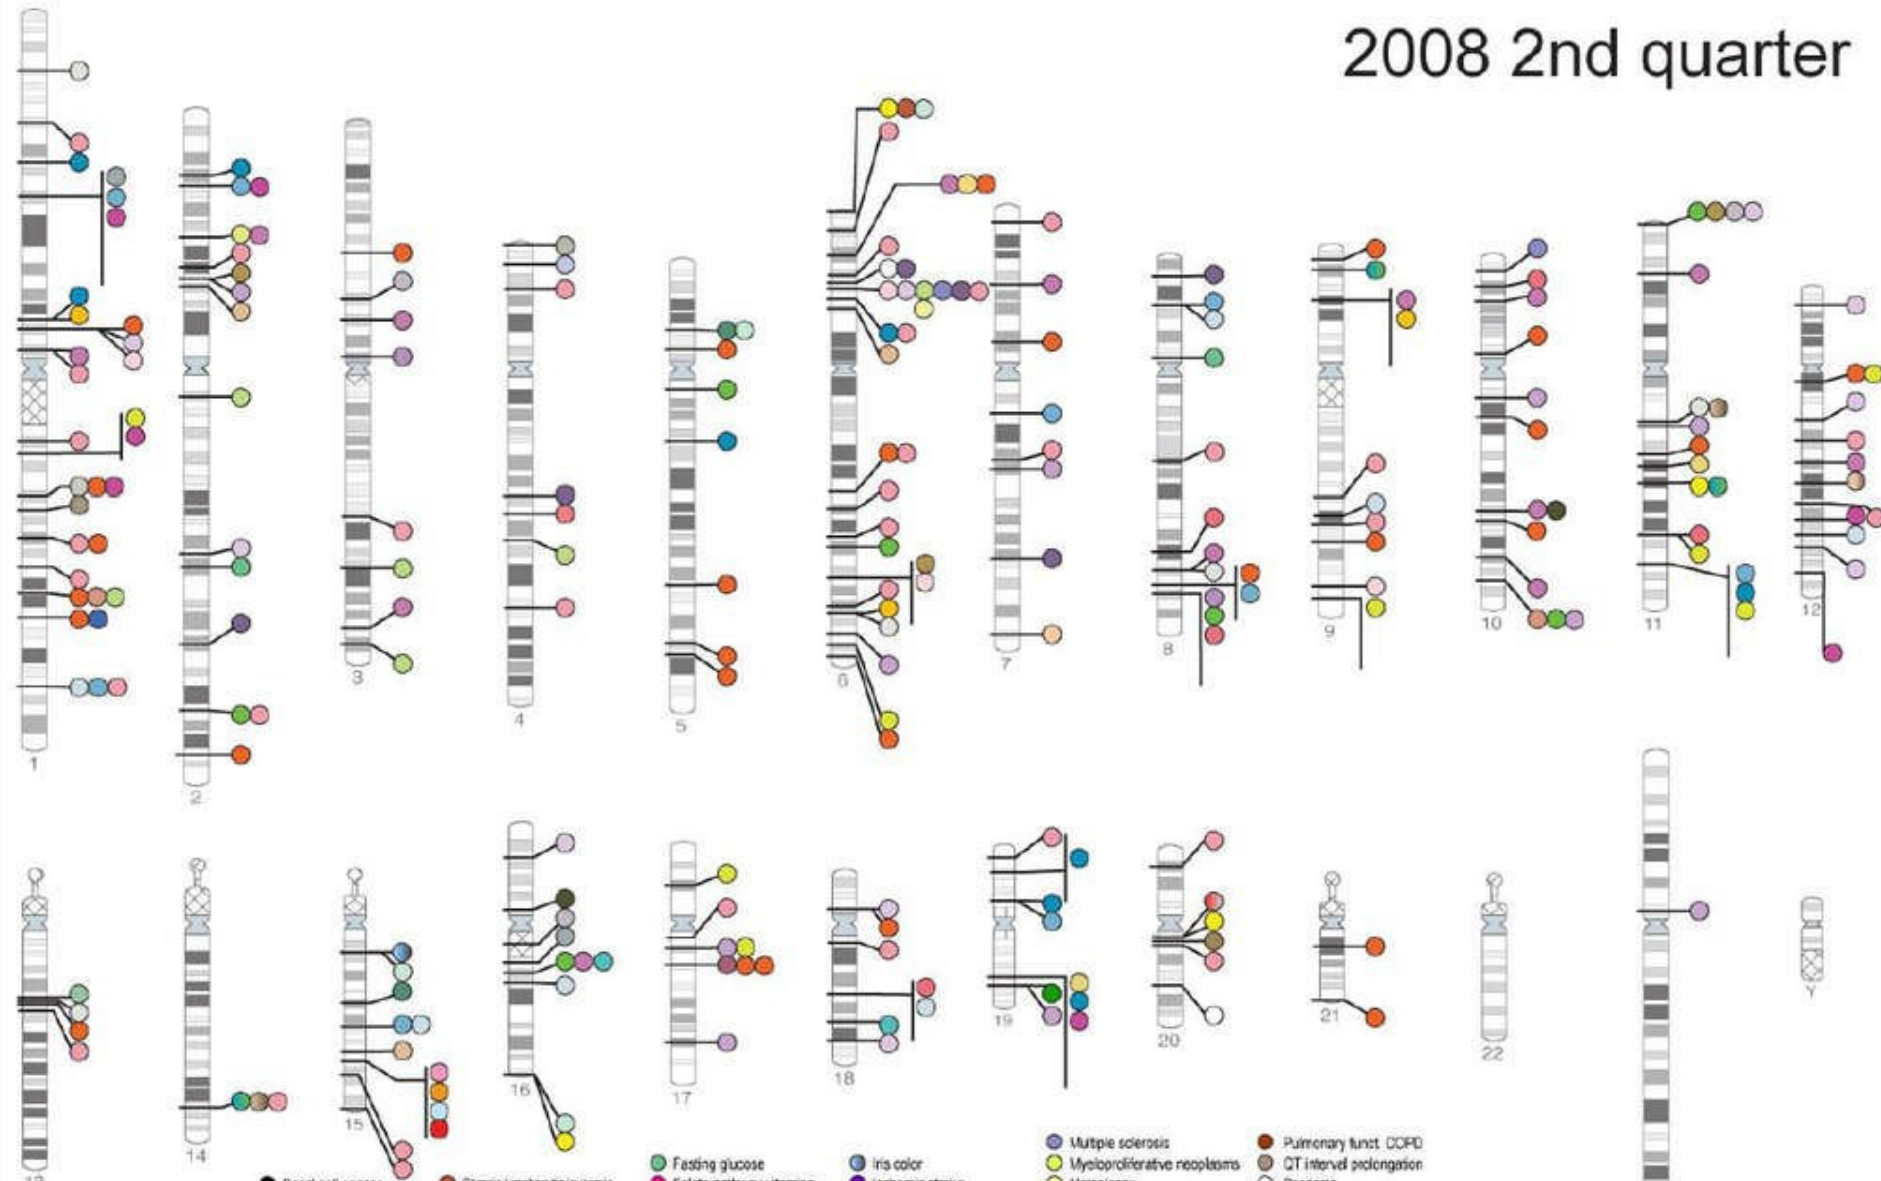 2008 2nd quarter
1
2
3
4
5
6
7
8
9
10
11
12
13
14
15
16
17
18
19
20
21
22
Y
Multiple sclerosis
Pulmonary funct. COPD
Fasting glucose
Iris color
Myeloproliferative neoplasms
QT interval prolongation